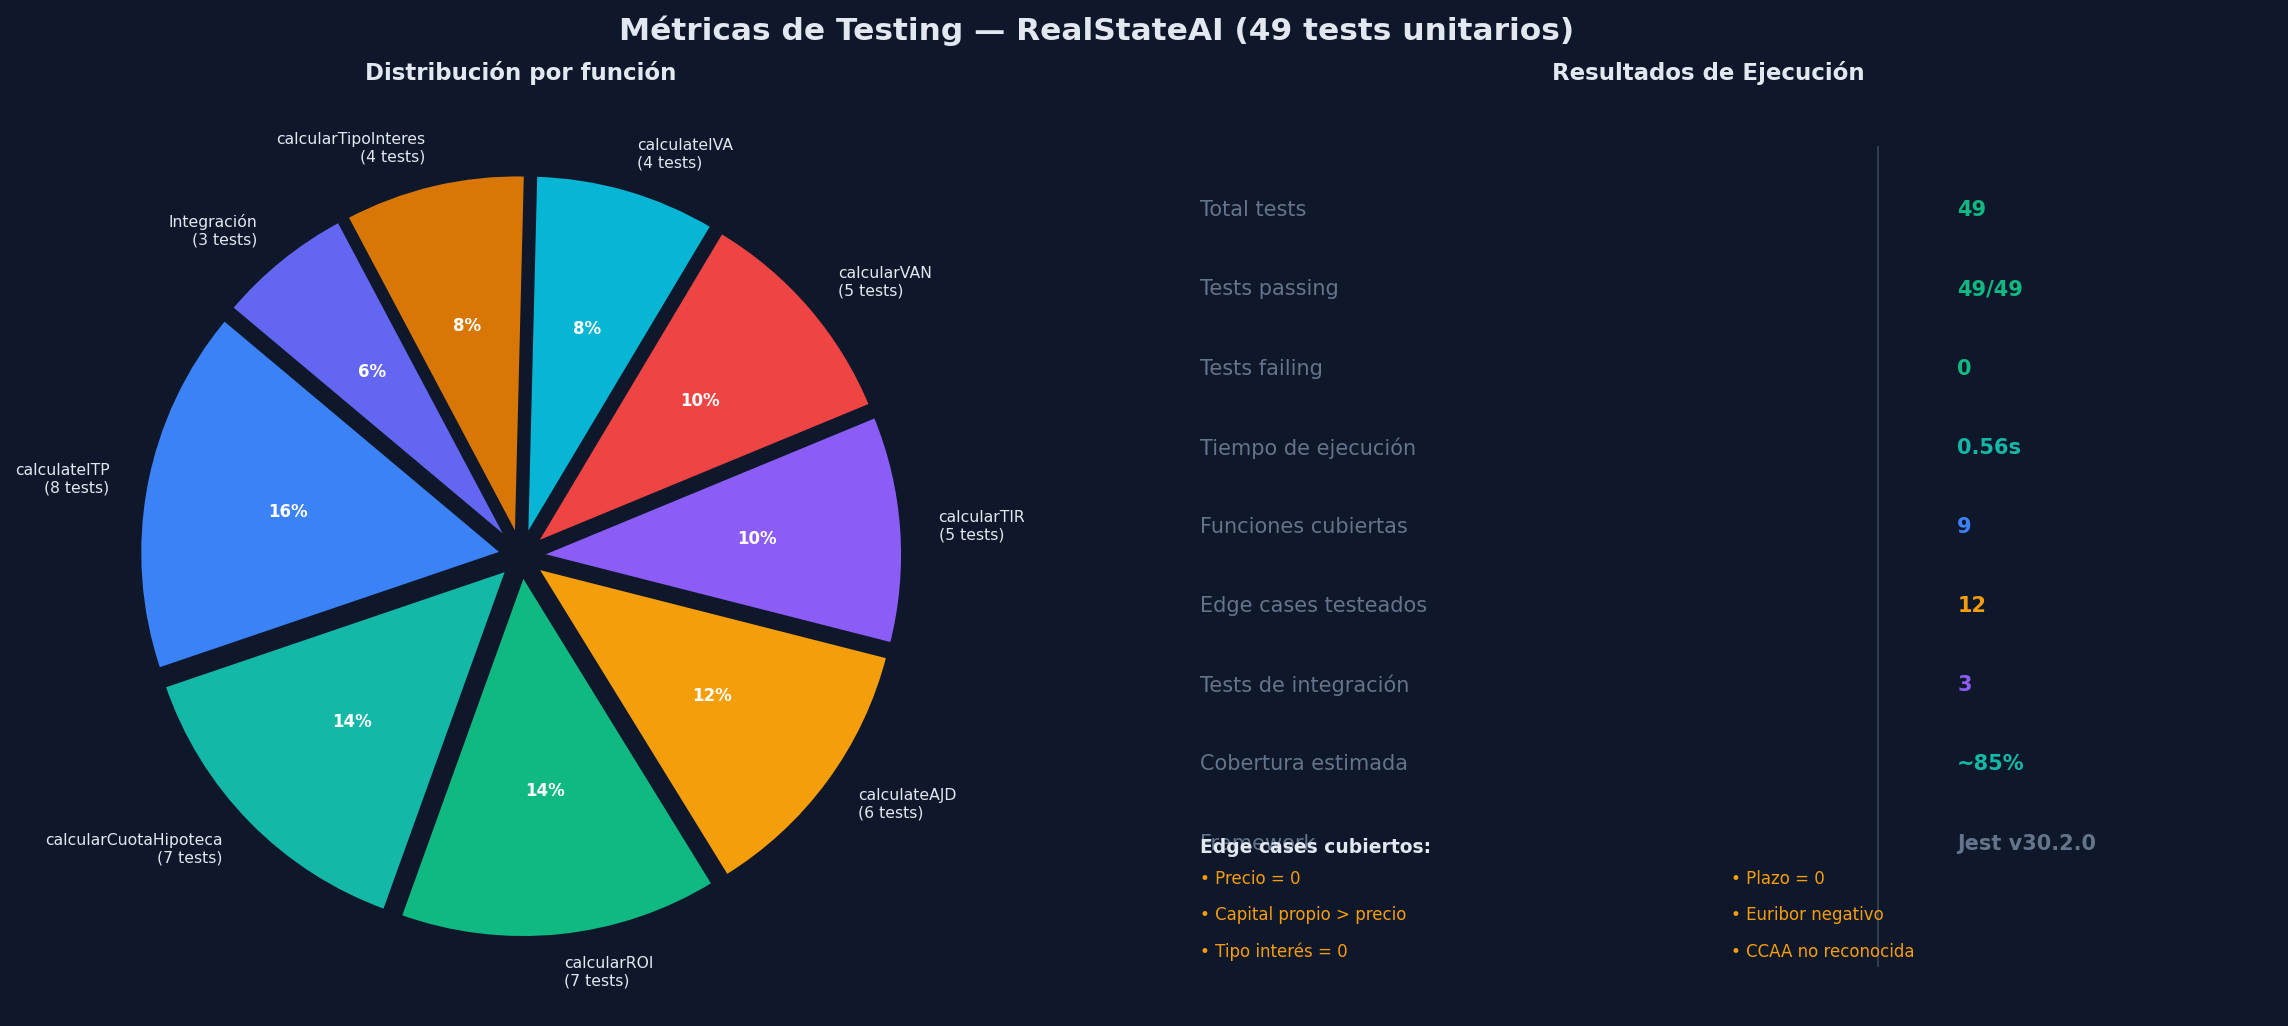 Métricas de Testing — RealStateAI (49 tests unitarios)
Distribución por función
calcularTipoInteres
(4 tests)
calculateIVA
(4 tests)
Integración
(3 tests)
calcularVAN
(5 tests)
8%
8%
6%
10%
calculateITP
(8 tests)
16%
10%
calcularTIR
(5 tests)
14%
12%
14%
calculateAJD
(6 tests)
calcularCuotaHipoteca
(7 tests)
calcularROI
(7 tests)
Resultados de Ejecución
Total tests 49
Tests passing 49/49
Tests failing 0
Tiempo de ejecución 0.56s
Funciones cubiertas 9
Edge cases testeados 12
Tests de integración 3
Cobertura estimada ~85%
Framework Jest v30.2.0
Edge cases cubiertos:
• Precio = 0 • Plazo = 0
• Capital propio > precio • Euribor negativo
• Tipo interés = 0 • CCAA no reconocida